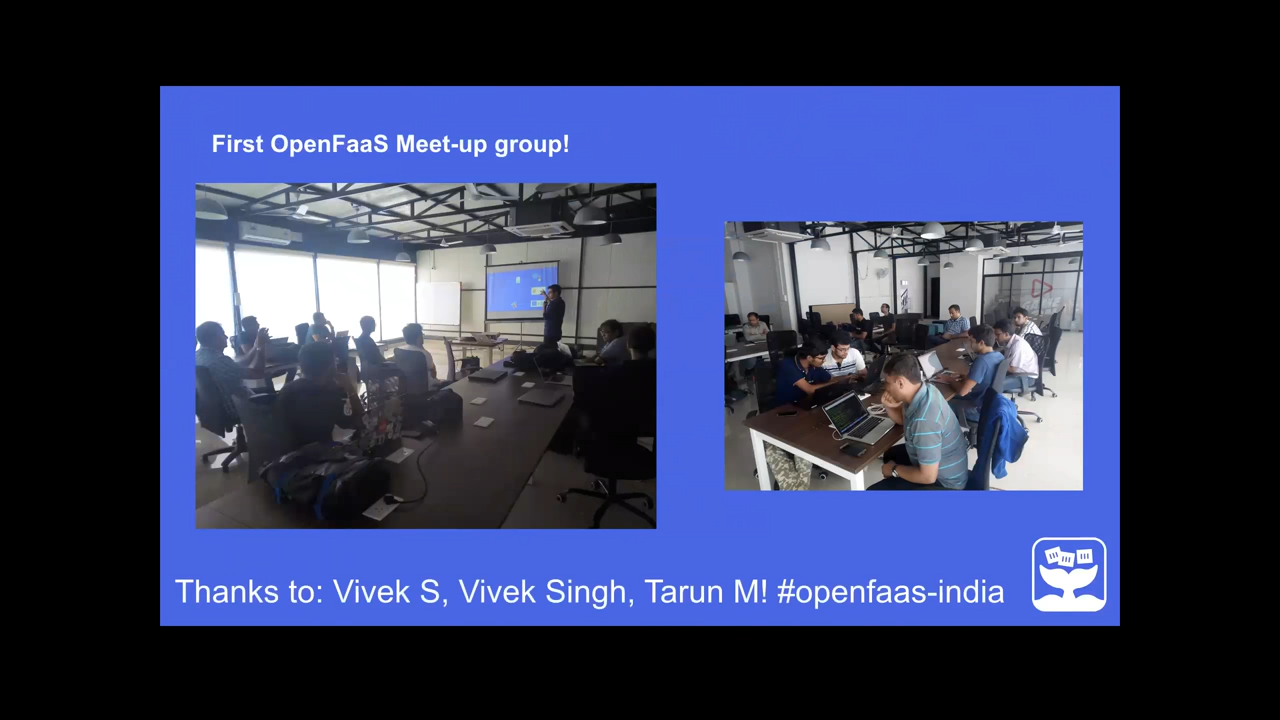 First OpenFaaS Meet-up group!
Thanks to: Vivek S, Vivek Singh, Tarun M! #openfaas-india